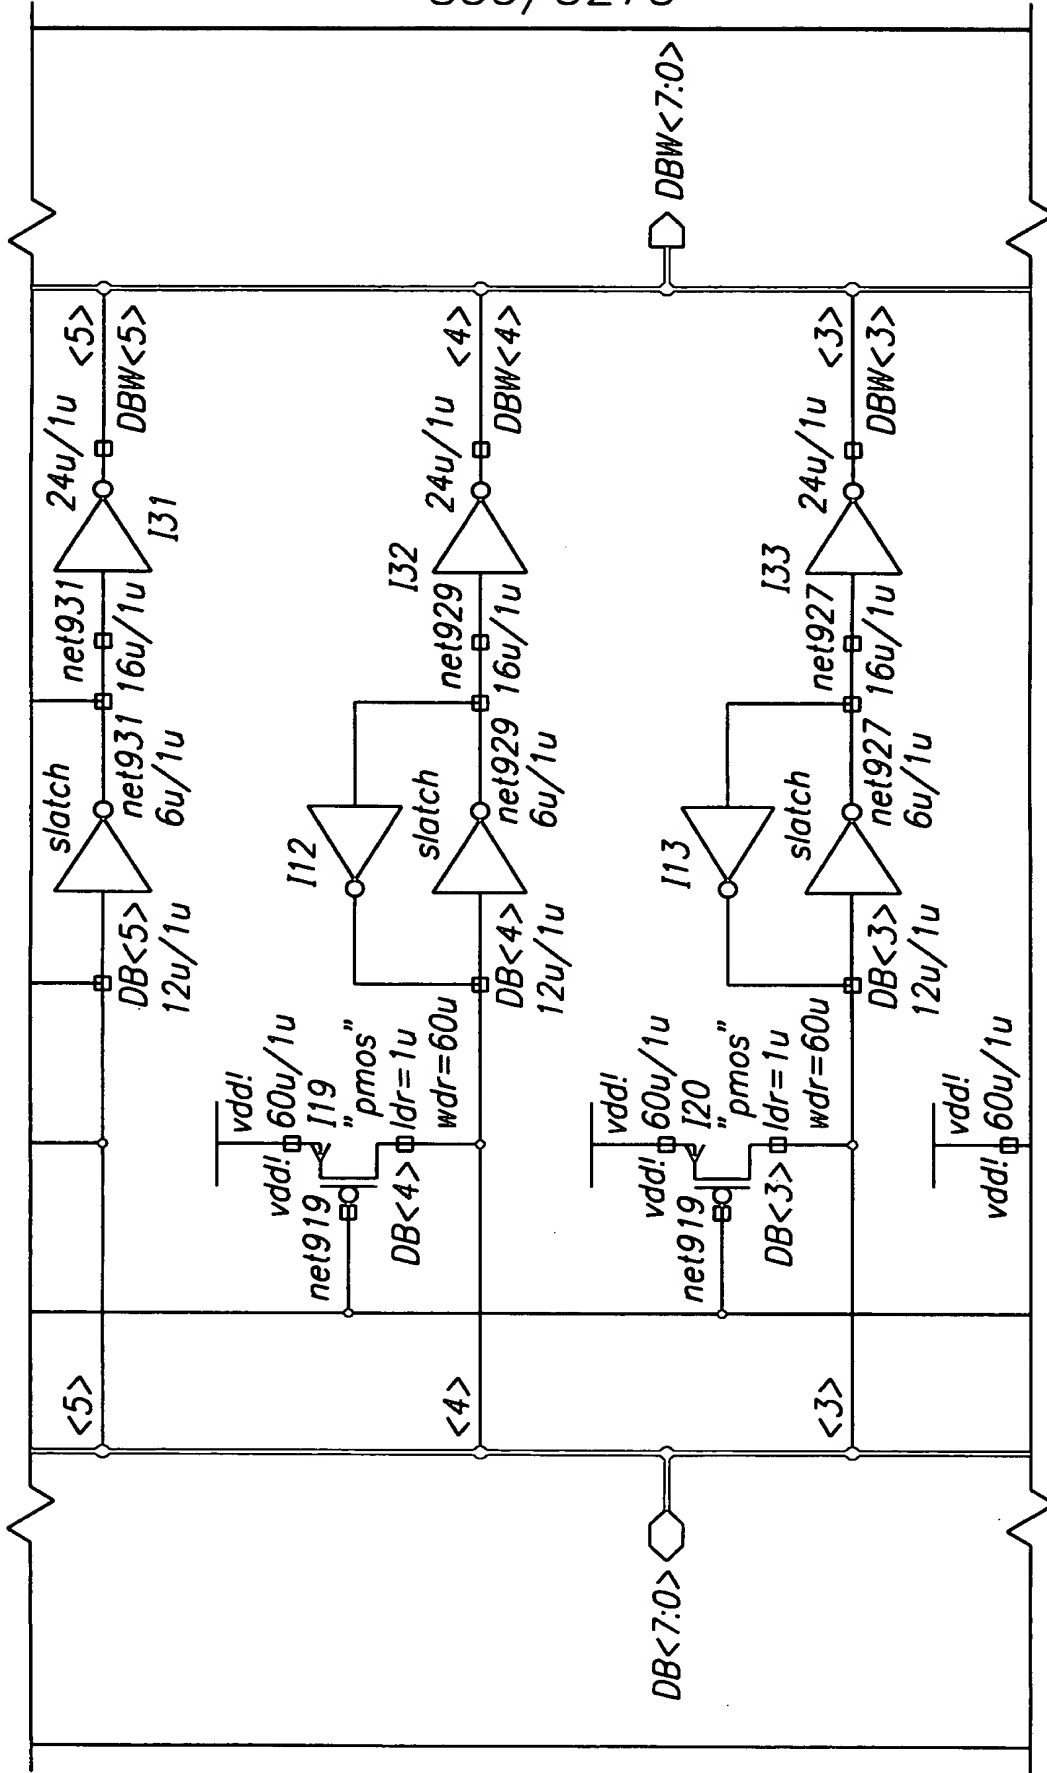 <5>
DB<5>
12u/1u
slatch
net931
6u/1u
net931
16u/1u
I31
24u/1u
<5>
DBW<5>
<4>
vdd!
vdd!
60u/1u
net919
I19
"pmos"
DB<4>
ldr=1u
wdr=60u
I12
DB<4>
12u/1u
slatch
net929
6u/1u
net929
16u/1u
I32
24u/1u
<4>
DBW<4>
DB<7:0>
DBW<7:0>
<3>
vdd!
vdd!
60u/1u
net919
I20
"pmos"
DB<3>
ldr=1u
wdr=60u
I13
DB<3>
12u/1u
slatch
net927
6u/1u
net927
16u/1u
I33
24u/1u
<3>
DBW<3>
vdd!
vdd!
60u/1u